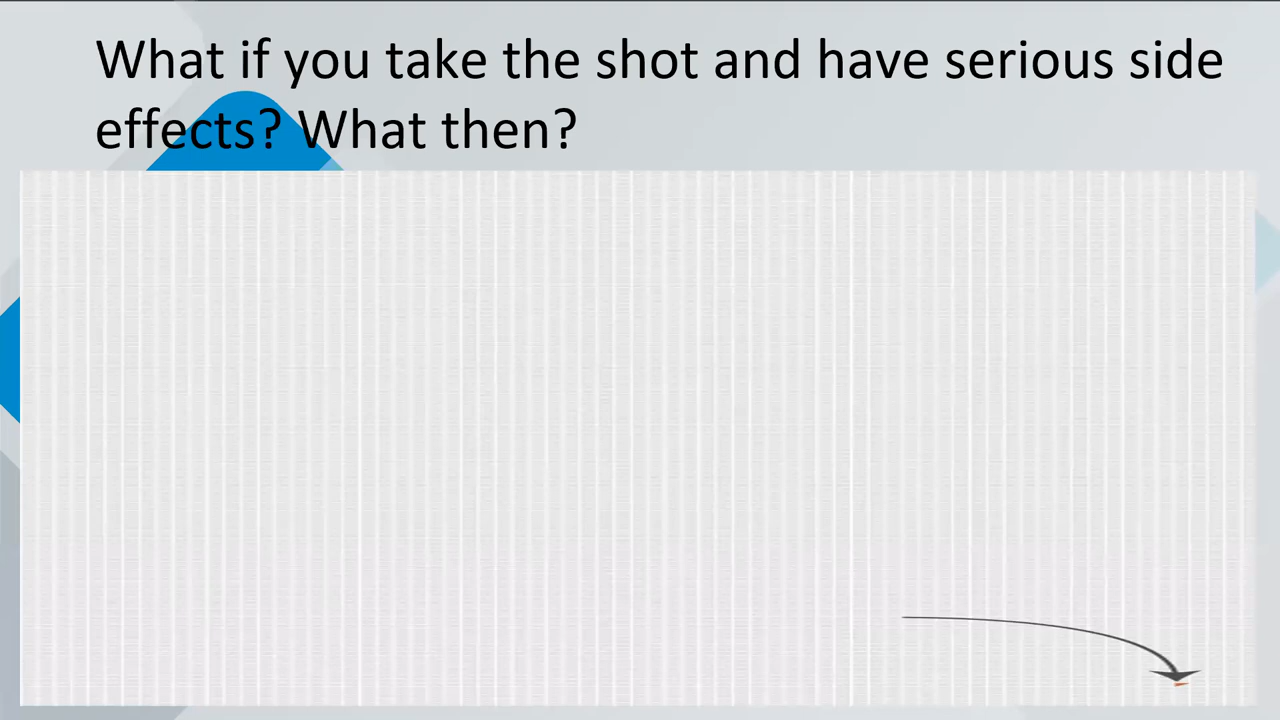 What if you take the shot and have serious side
effects? What then?